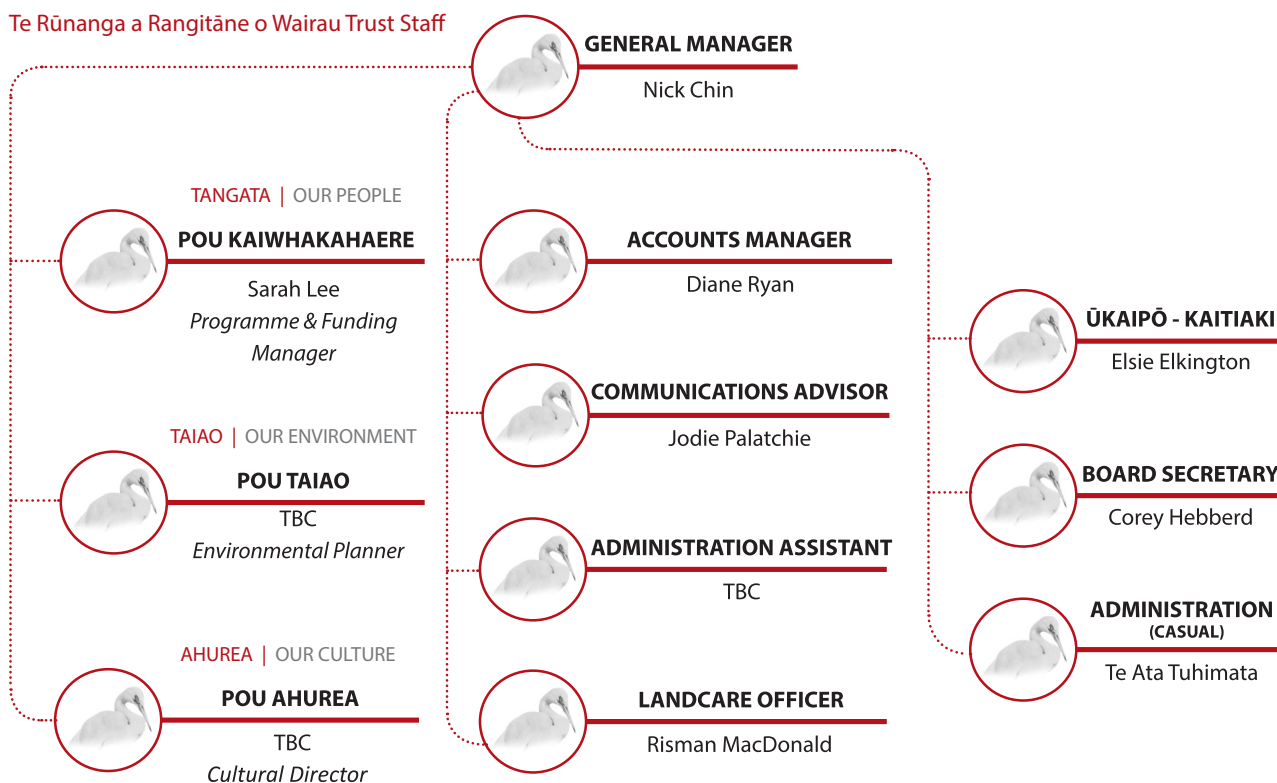 Te Rūnanga a Rangitāne o Wairau Trust Staff
GENERAL MANAGER
Nick Chin
TANGATA | OUR PEOPLE
POU KAIWHAKAHAERE
Sarah Lee
Programme & Funding
Manager
TAIAO | OUR ENVIRONMENT
POU TAIAO
TBC
Environmental Planner
AHUREA | OUR CULTURE
POU AHUREA
TBC
Cultural Director
ACCOUNTS MANAGER
Diane Ryan
COMMUNICATIONS ADVISOR
Jodie Palatchie
ADMINISTRATION ASSISTANT
TBC
LANDCARE OFFICER
Risman MacDonald
ŪKAIPŌ - KAITIAKI
Elsie Elkington
BOARD SECRETARY
Corey Hebberd
ADMINISTRATION
(CASUAL)
Te Ata Tuhimata